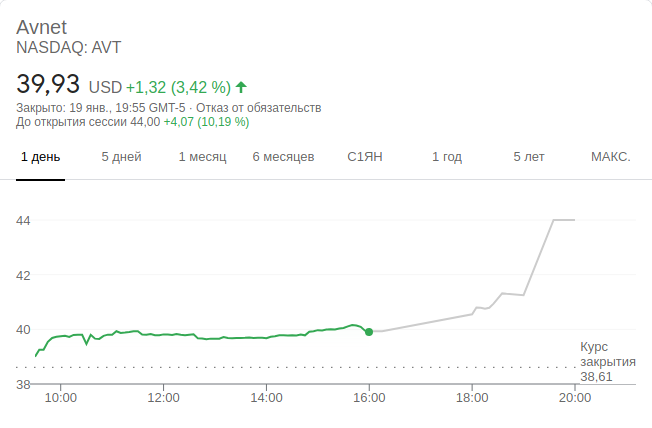 Avnet
NASDAQ: AVT
39,93 USD +1,32 (3,42 %)
Закрыто: 19 янв., 19:55 GMT-5 · Отказ от обязательств
До открытия сессии 44,00 +4,07 (10,19 %)
1 день 5 дней 1 месяц 6 месяцев С1ЯН 1 год 5 лет МАКС.
44
42
40
Курс
закрытия
38,61
38
10:00 12:00 14:00 16:00 18:00 20:00